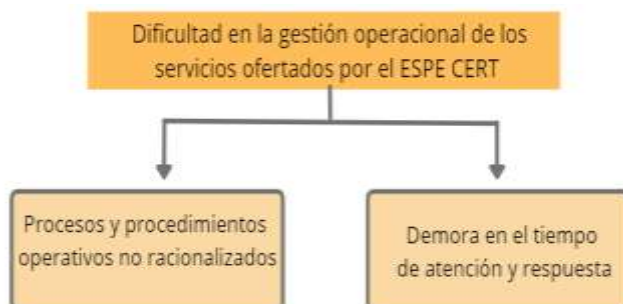 Dificultad en la gestión operacional de los
servicios ofertados por el ESPE CERT
Procesos y procedimientos
operativos no racionalizados
Demora en el tiempo
de atención y respuesta